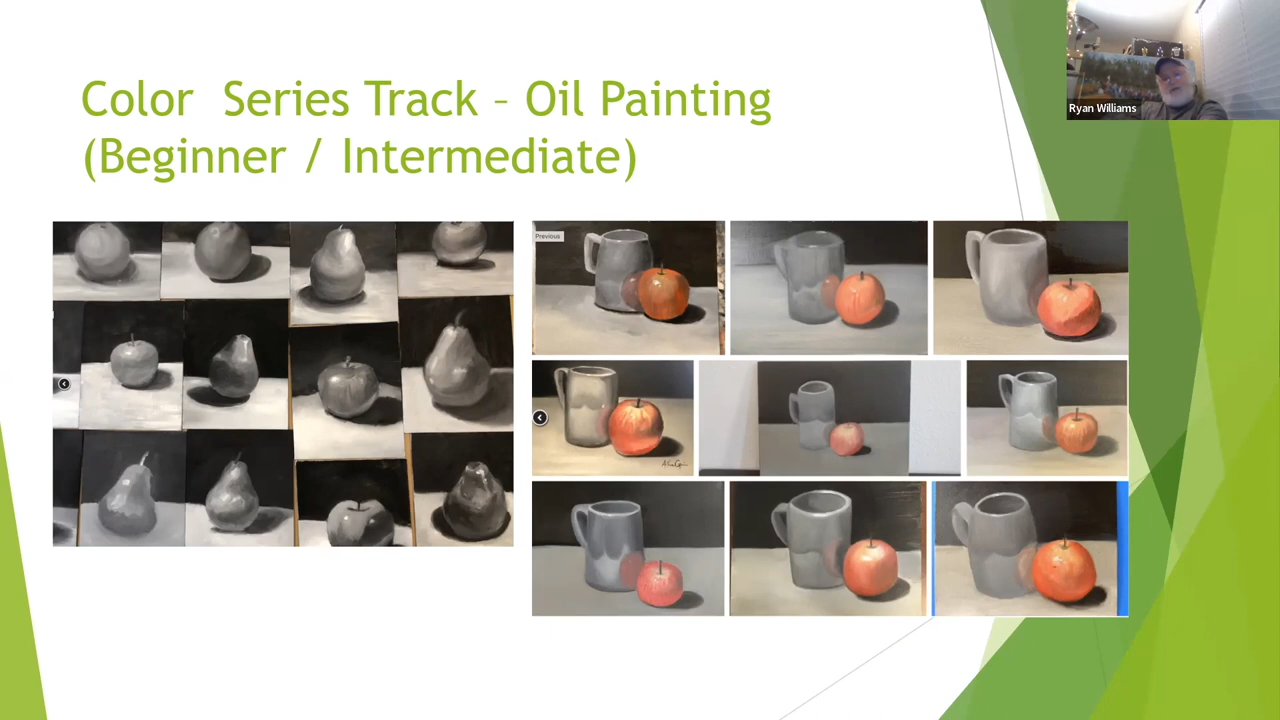 Color  Series Track – Oil Painting
(Beginner / Intermediate)
Ryan Williams
Previous